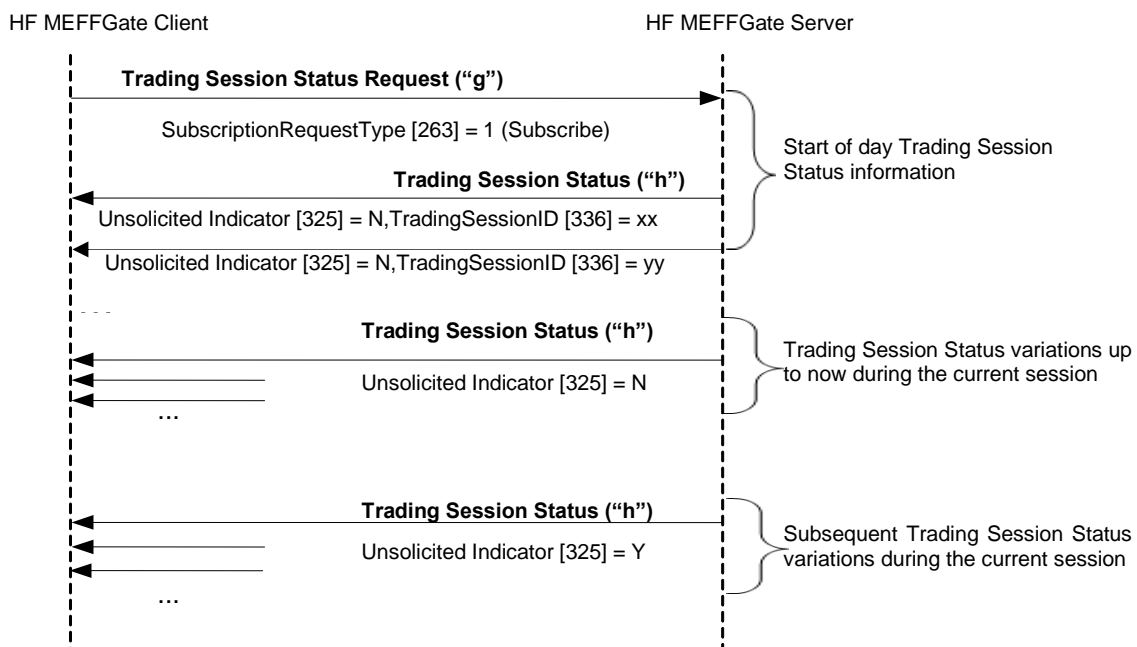 HF MEFFGate Client
HF MEFFGate Server
Trading Session Status Request (“g”)
SubscriptionRequestType [263] = 1 (Subscribe)
Start of day Trading Session
Status information
Trading Session Status (“h”)
Unsolicited Indicator [325] = N,TradingSessionID [336] = xx
Unsolicited Indicator [325] = N,TradingSessionID [336] = yy
...
Trading Session Status (“h”)
Trading Session Status variations up
to now during the current session
Unsolicited Indicator [325] = N
...
Trading Session Status (“h”)
Subsequent Trading Session Status
variations during the current session
Unsolicited Indicator [325] = Y
...